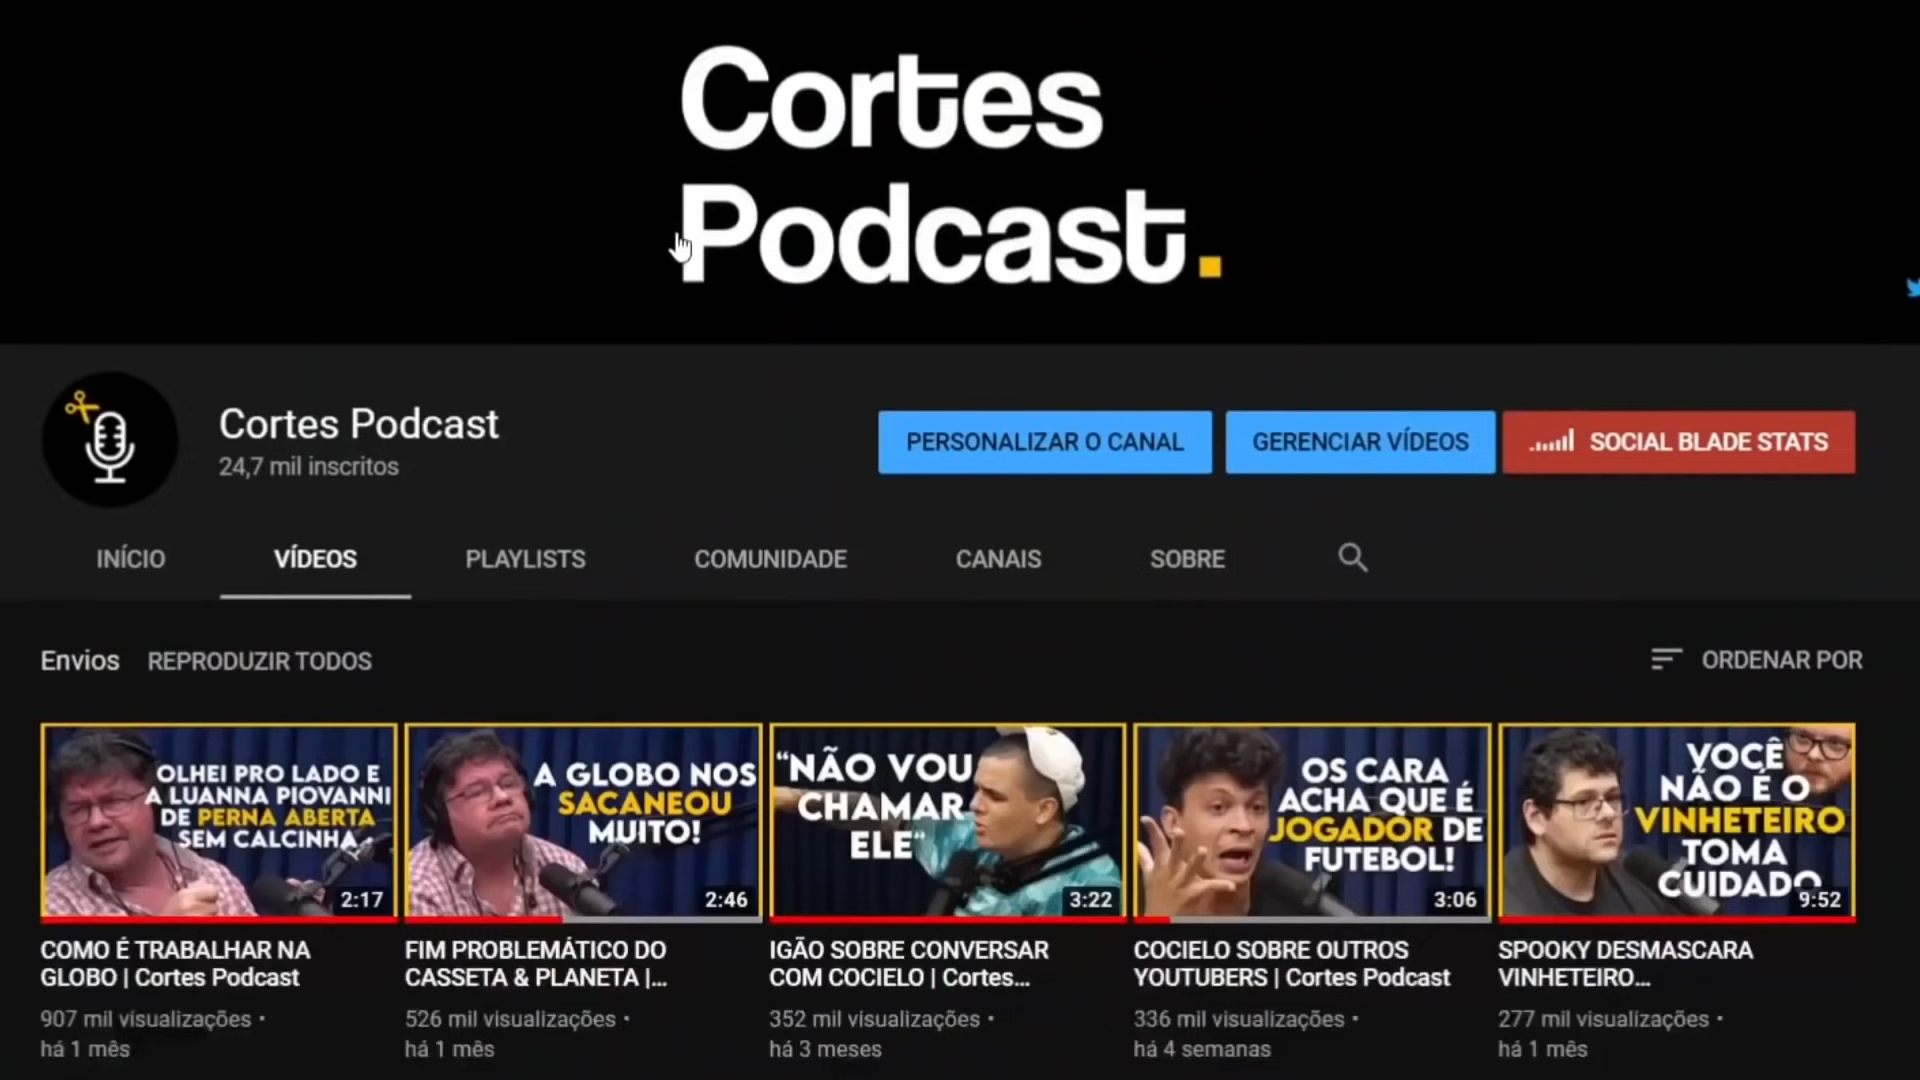 Cortes
Podcast.
Cortes Podcast
24,7 mil inscritos
PERSONALIZAR O CANAL
GERENCIAR VÍDEOS
SOCIAL BLADE STATS
INÍCIO
VÍDEOS
PLAYLISTS
COMUNIDADE
CANAIS
SOBRE
Envios
REPRODUZIR TODOS
ORDENAR POR
OLHEI PRO LADO E
A LUANNA PIOVANNI
DE PERNA ABERTA
SEM CALCINHA
2:17
COMO É TRABALHAR NA
GLOBO | Cortes Podcast
907 mil visualizações •
há 1 mês
A GLOBO NOS
SACANEOU
MUITO!
2:46
FIM PROBLEMÁTICO DO
CASSETA & PLANETA |...
526 mil visualizações •
há 1 mês
“NÃO VOU
CHAMAR
ELE“
3:22
IGÃO SOBRE CONVERSAR
COM COCIELO | Cortes...
352 mil visualizações •
há 3 meses
OS CARA
ACHA QUE É
JOGADOR DE
FUTEBOL!
3:06
COCIELO SOBRE OUTROS
YOUTUBERS | Cortes Podcast
336 mil visualizações •
há 4 semanas
VOCÊ
NÃO É O
VINHETEIRO
TOMA
CUIDADO
9:52
SPOOKY DESMASCARA
VINHETEIRO...
277 mil visualizações •
há 1 mês